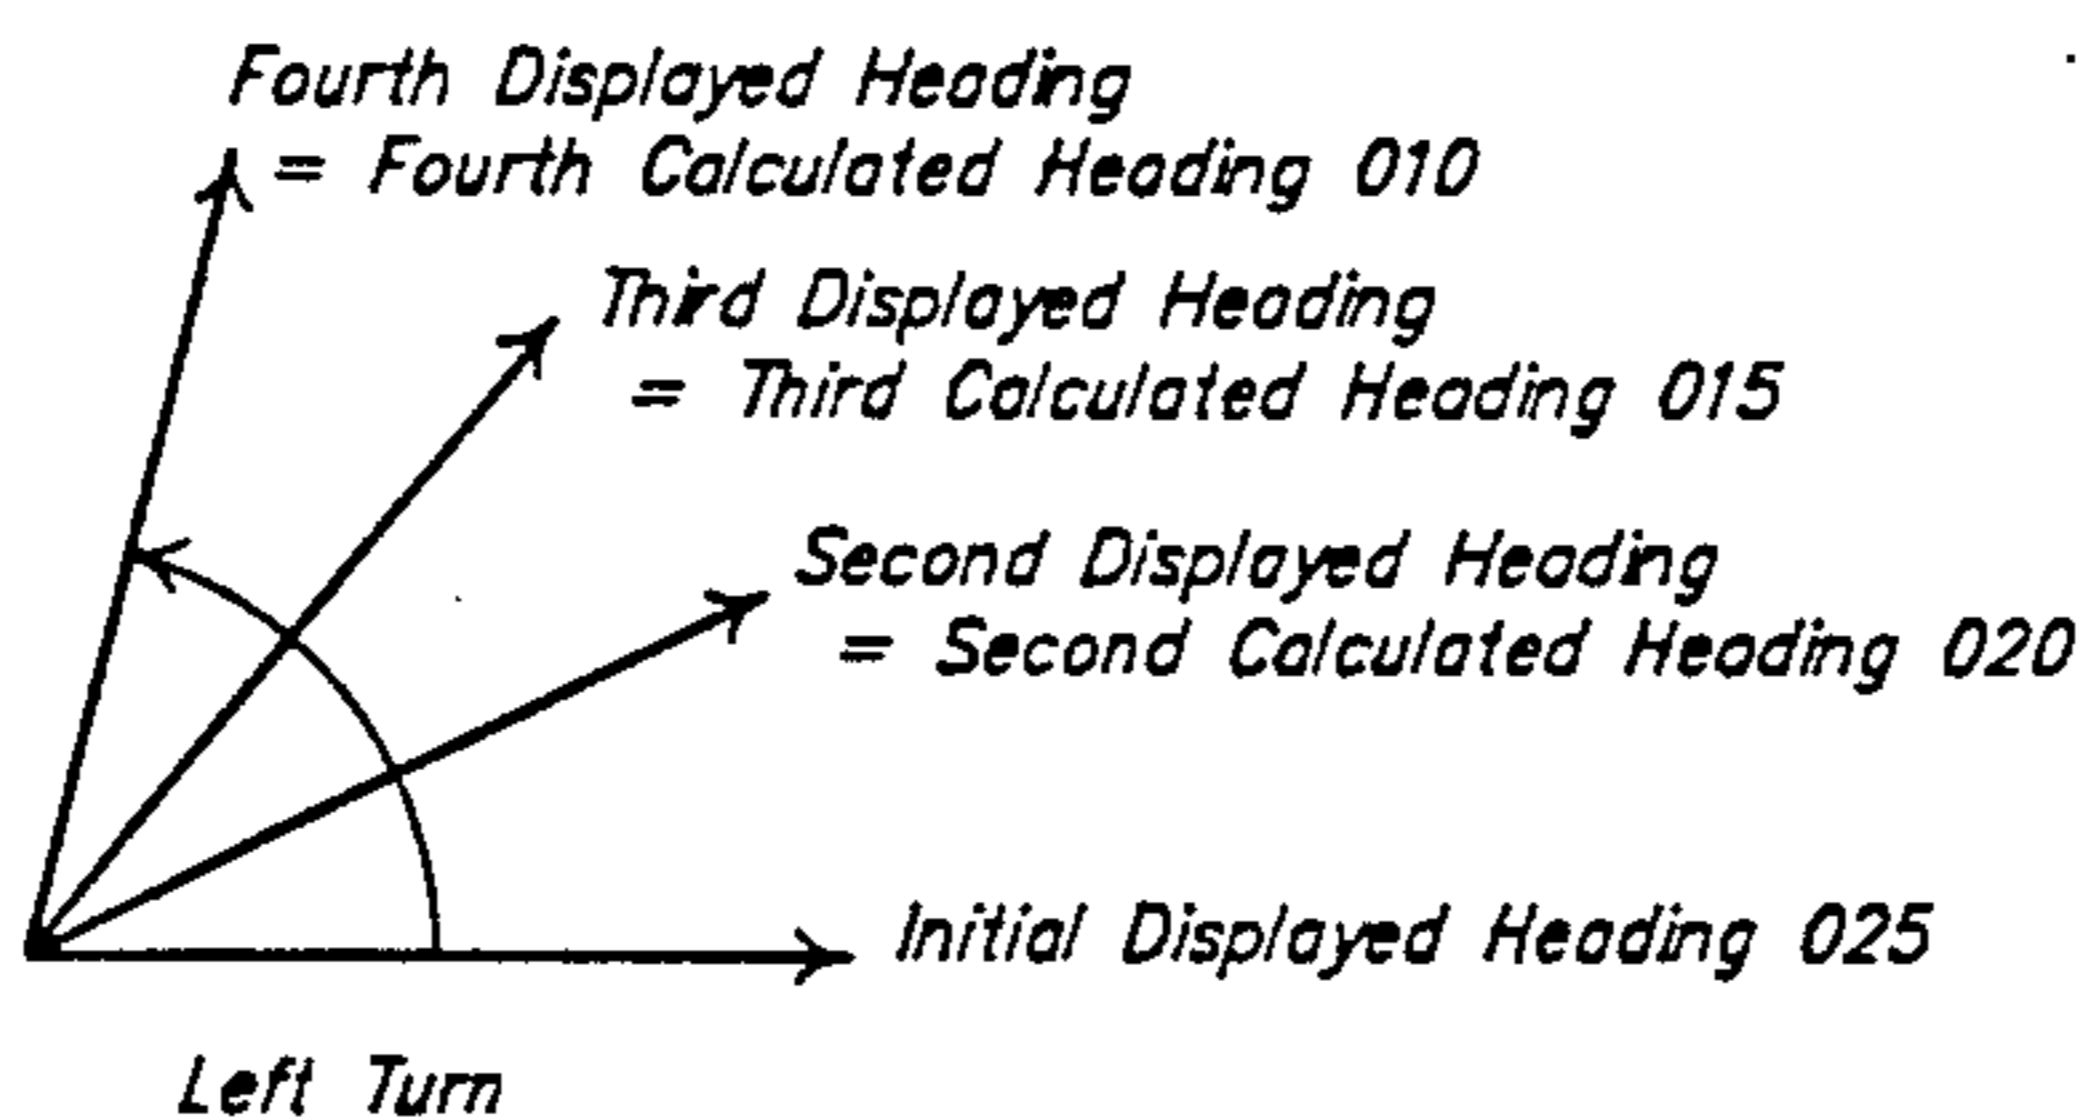 Fourth Displayed Heading
= Fourth Calculated Heading 010
Third Displayed Heading
= Third Calculated Heading 015
Second Displayed Heading
= Second Calculated Heading 020
Initial Displayed Heading 025
Left Turn